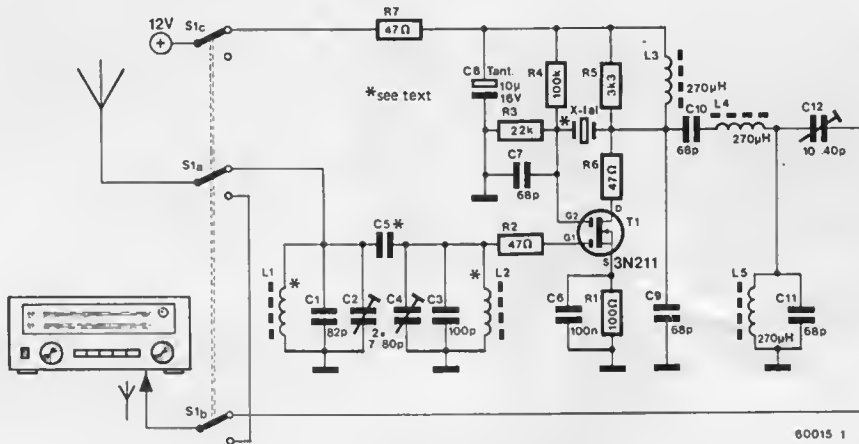 12V
S1c
R7
47Ω
C8 Tant.
10µ
16V
*see text
R4
100k
R5
3k3
L3
270µH
R3
22k
*
X-tal
C10
68p
L4
270µH
C12
10..40p
C7
68p
R6
47Ω
S1a
C5*
R2
47Ω
G2
G1
D
S
T1
3N211
L1
*
C1
82p
C2
2x
7 80p
C4
C3
100p
*
L2
C6
100n
R1
100Ω
C9
68p
L5
270µH
C11
68p
S1b
60015 1